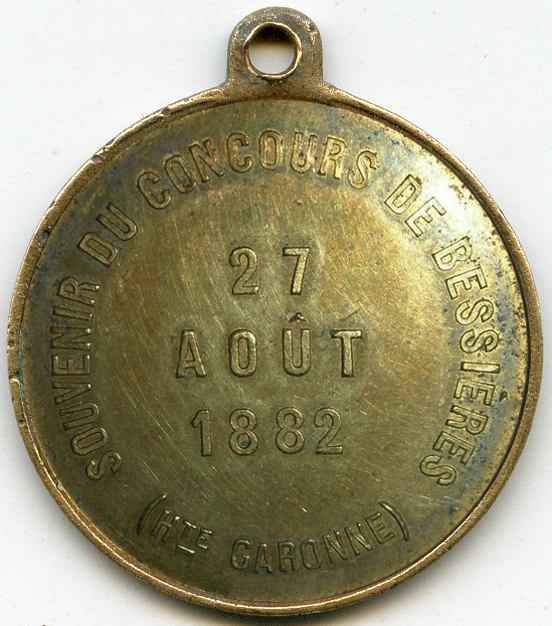 SOUVENIR DU CONCOURS DE BESSIÈRES
27
AOÛT
1882
(HTE GARONNE)